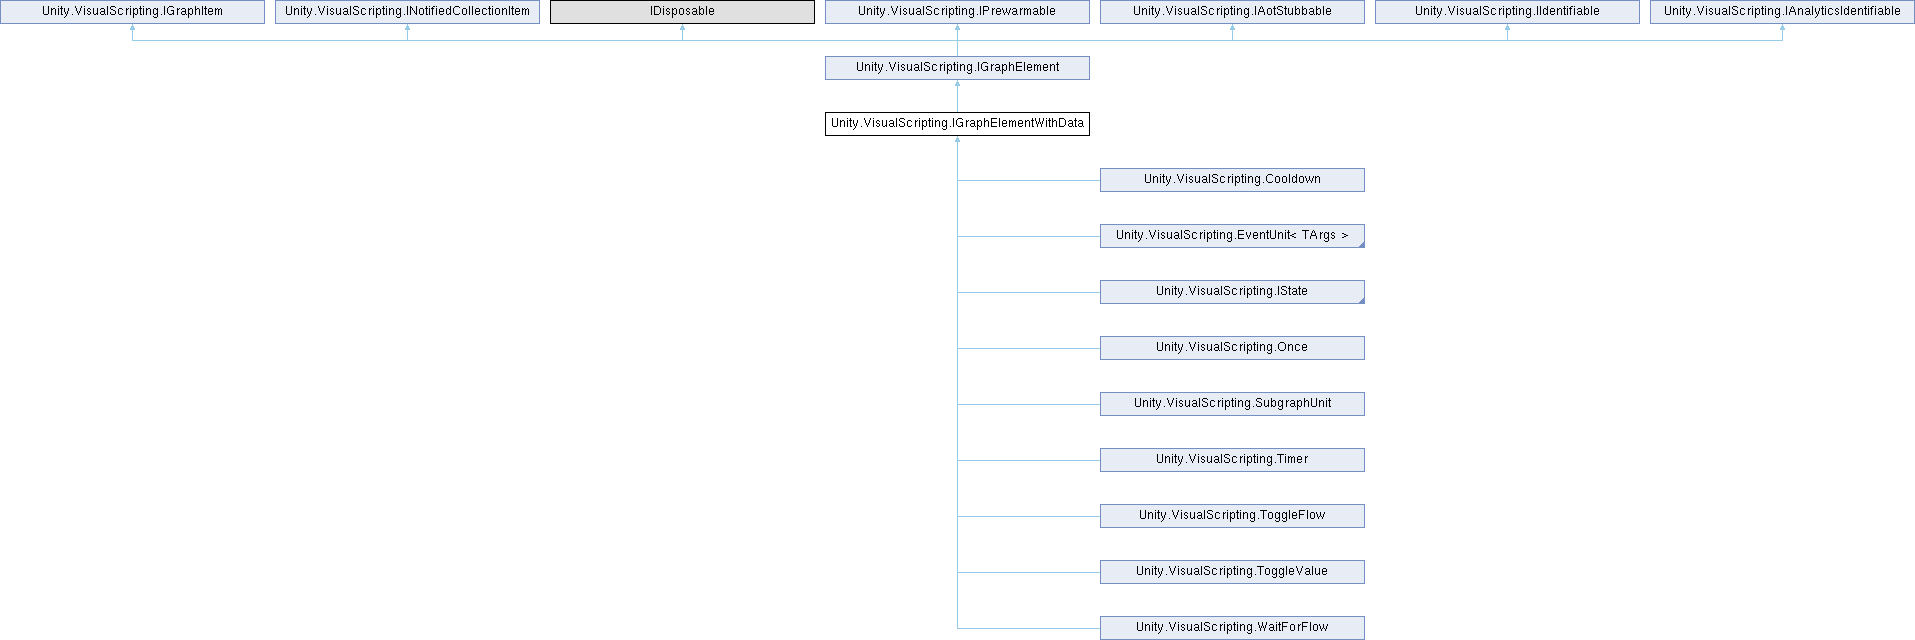 Unity.VisualScripting.IGraphItem
Unity.VisualScripting.INotifiedCollectionItem
IDisposable
Unity.VisualScripting.IPrewarmable
Unity.VisualScripting.IAotStubbable
Unity.VisualScripting.IIdentifiable
Unity.VisualScripting.IAnalyticsIdentifiable
Unity.VisualScripting.IGraphElement
Unity.VisualScripting.IGraphElementWithData
Unity.VisualScripting.Cooldown
Unity.VisualScripting.EventUnit< TArgs >
Unity.VisualScripting.IState
Unity.VisualScripting.Once
Unity.VisualScripting.SubgraphUnit
Unity.VisualScripting.Timer
Unity.VisualScripting.ToggleFlow
Unity.VisualScripting.ToggleValue
Unity.VisualScripting.WaitForFlow